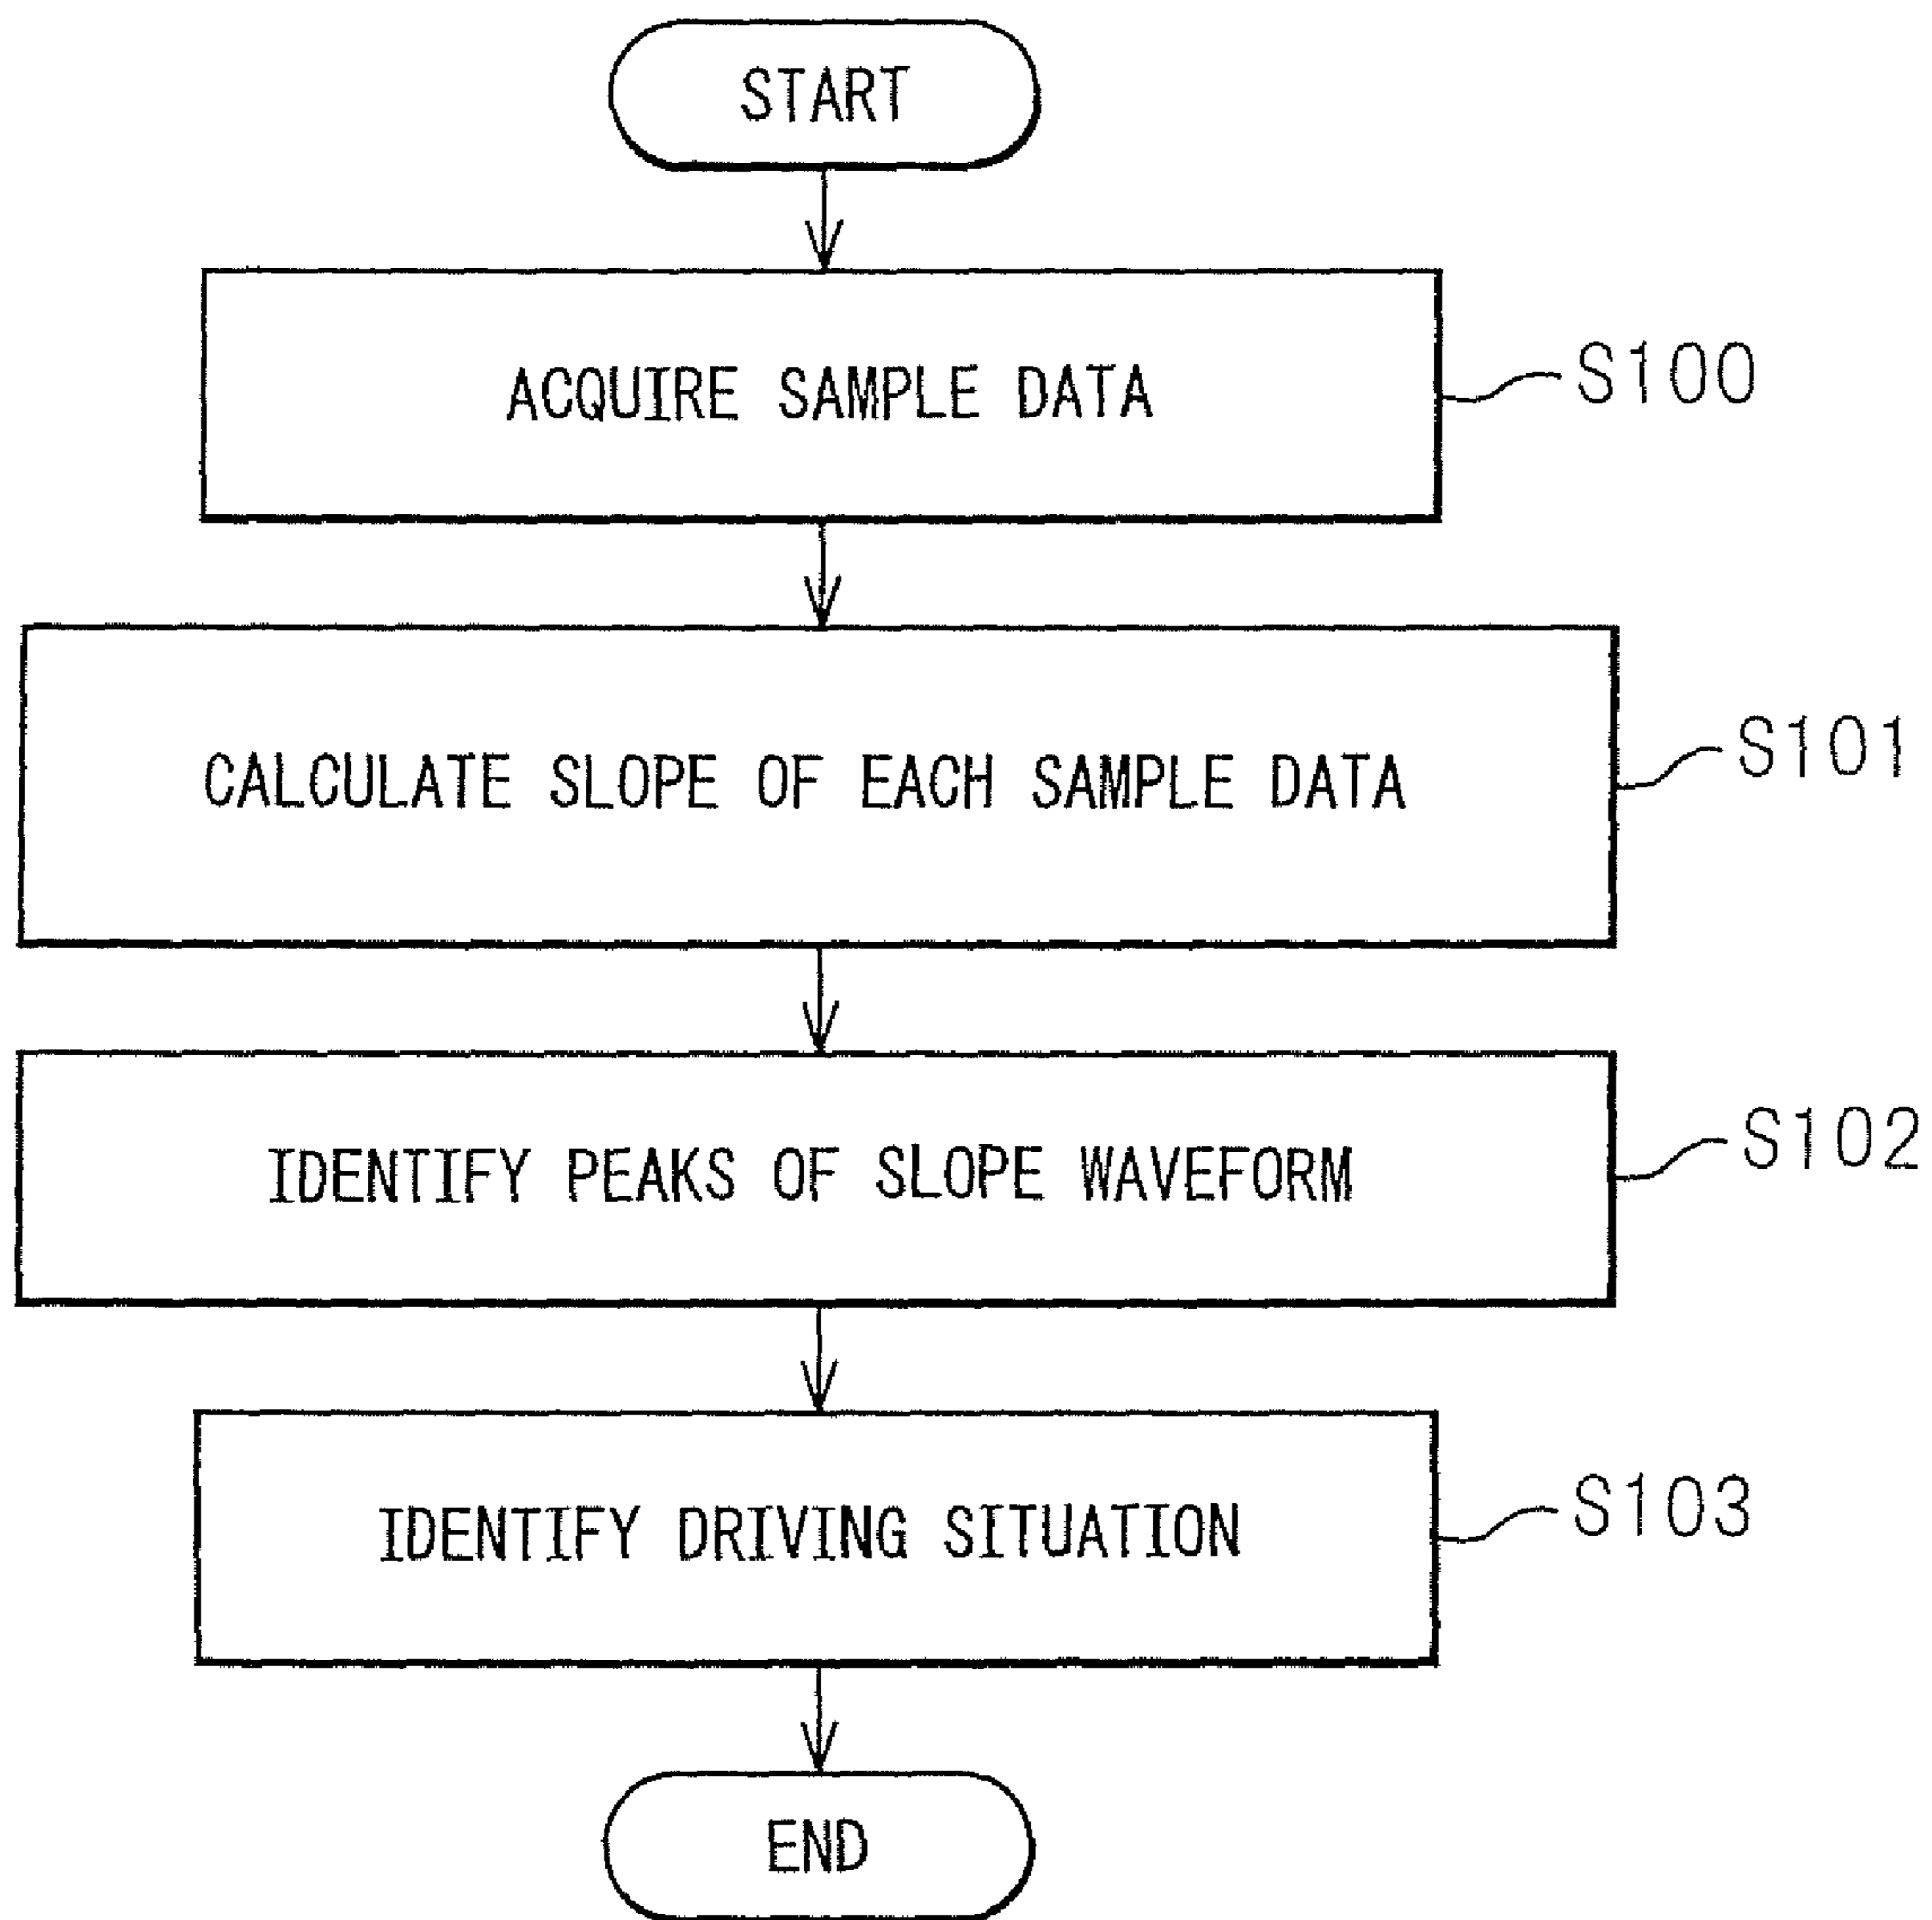 START
ACQUIRE SAMPLE DATA
S100
CALCULATE SLOPE OF EACH SAMPLE DATA
S101
IDENTIFY PEAKS OF SLOPE WAVEFORM
S102
IDENTIFY DRIVING SITUATION
S103
END